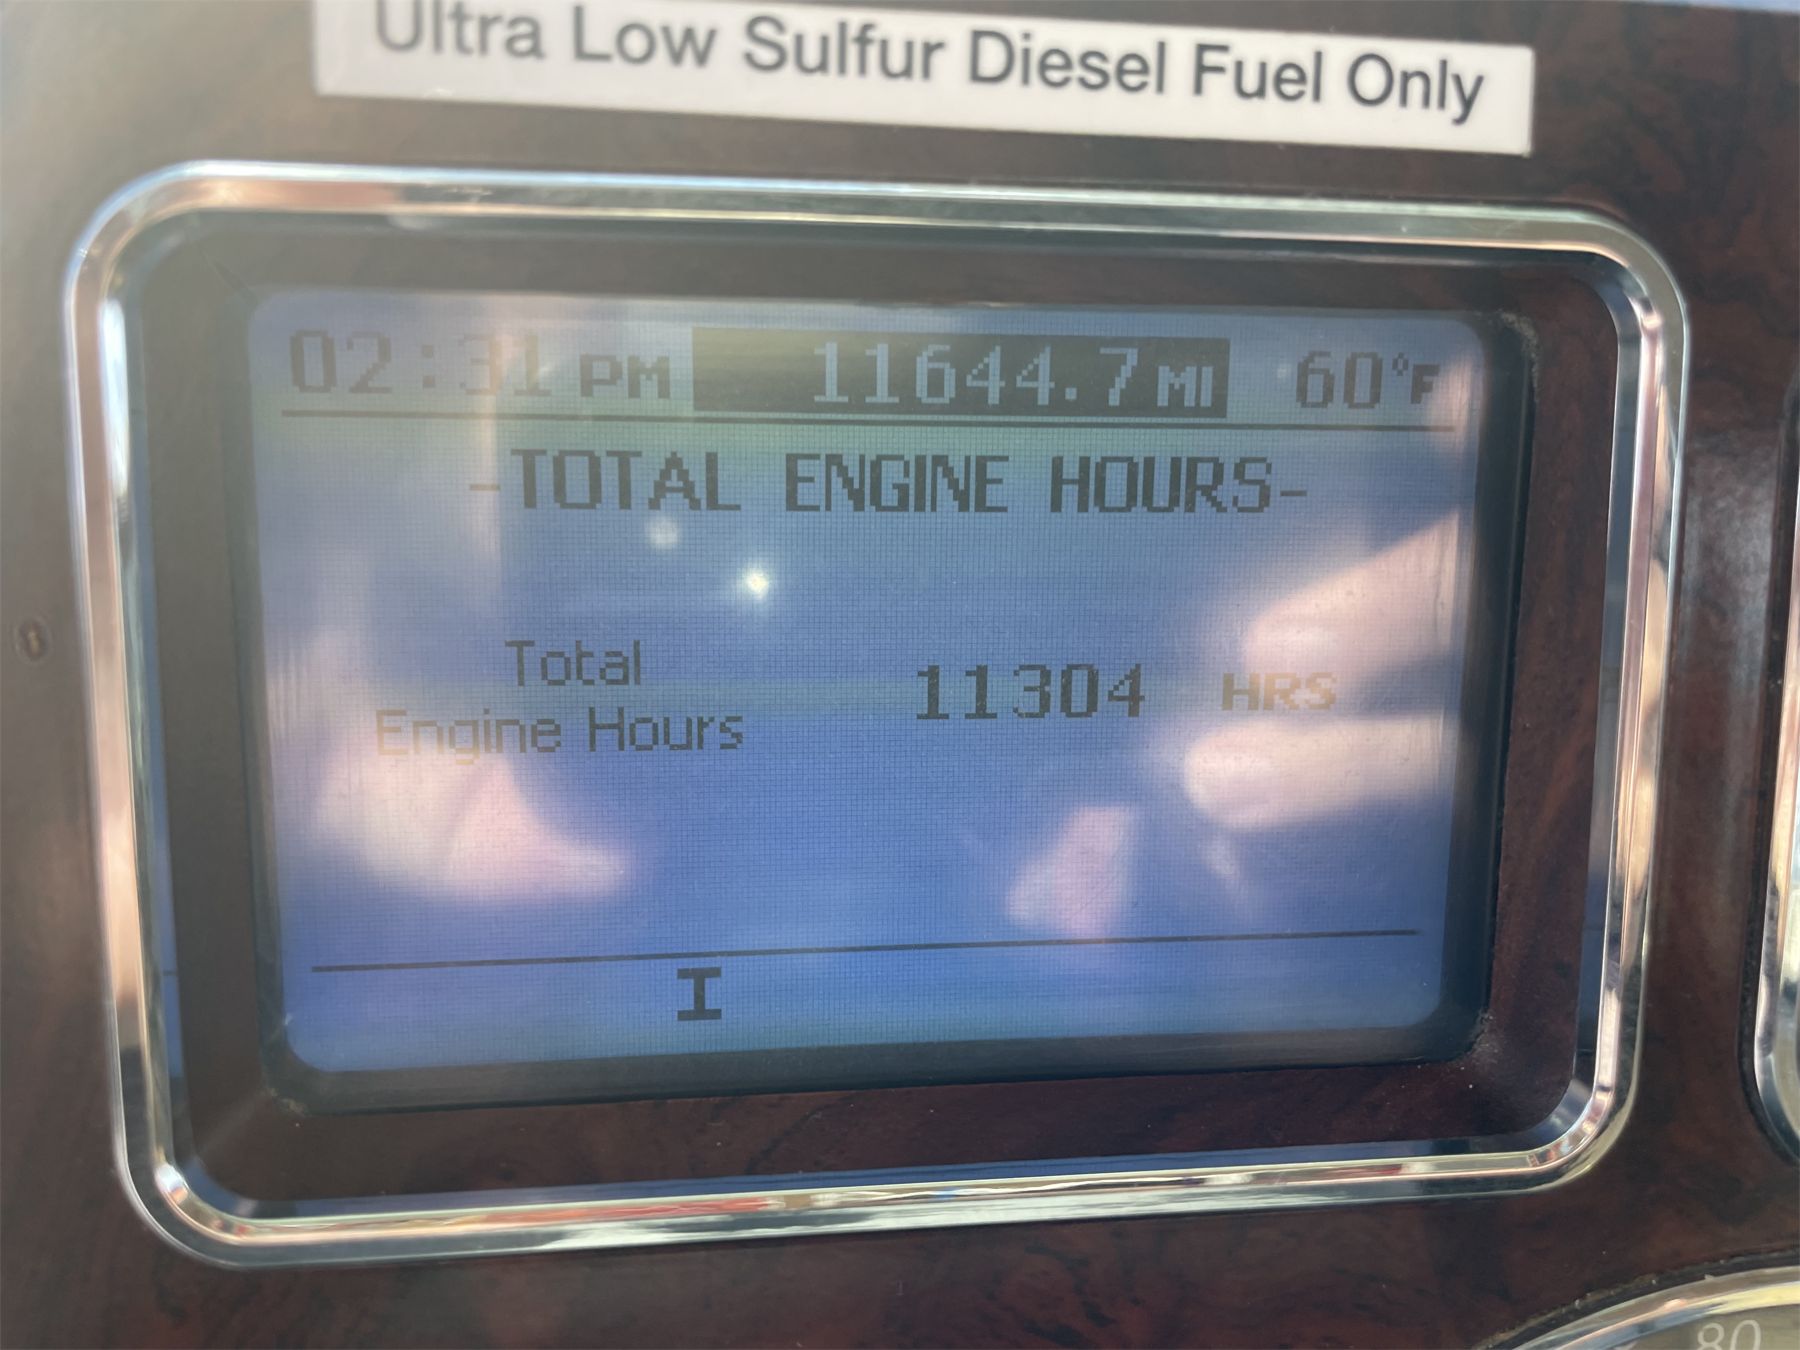 Ultra Low Sulfur Diesel Fuel Only
02:31 PM 11644.7 MI 60°F
-TOTAL ENGINE HOURS-
Total
Engine Hours
11304 HRS
I
80